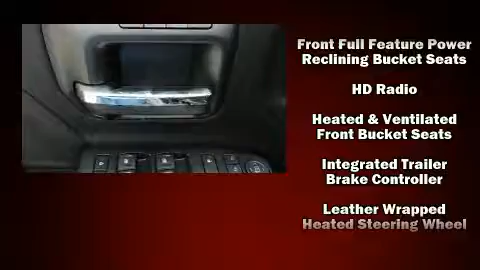 Front Full Feature Power
Reclining Bucket Seats
HD Radio
Heated & Ventilated
Front Bucket Seats
Integrated Trailer
Brake Controller
Leather Wrapped
Heated Steering Wheel